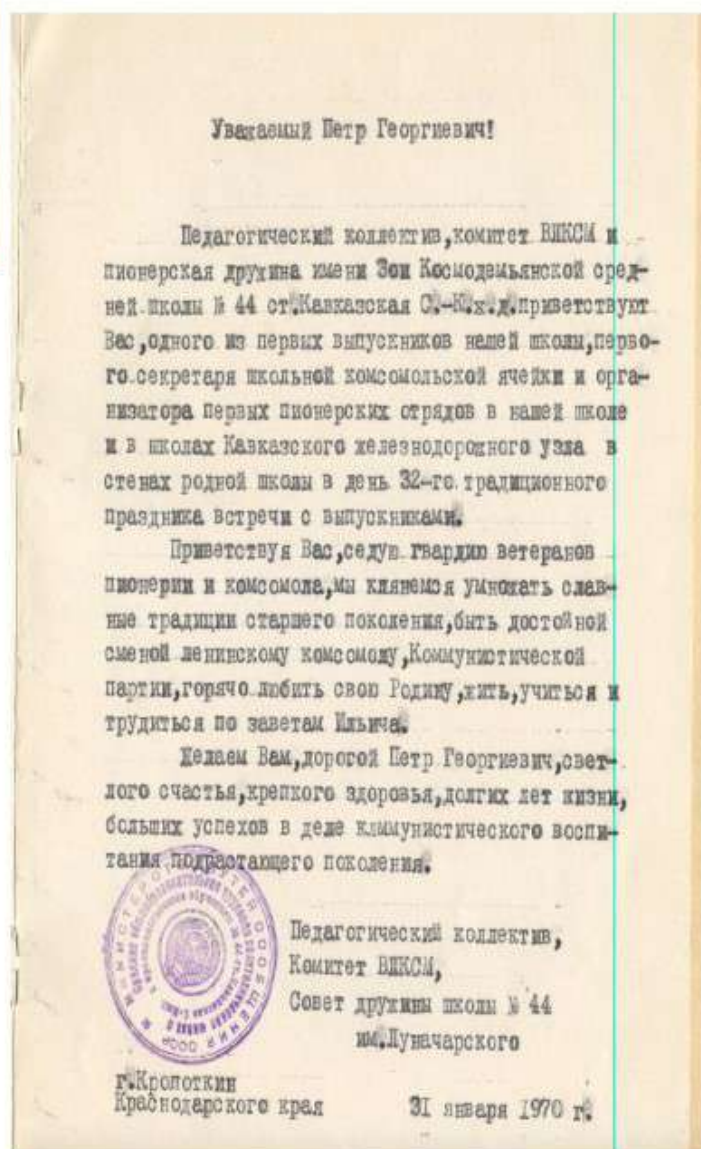 Уважаемый Петр Георгиевич!
Педагогический коллектив,комитет ВЛКСМ и
пионерская дружина имени Зои Космодемьянской сред-
ней школы № 44 ст.Кавказская С.-К.ж.д.приветствуют
Вас,одного из первых выпускников нашей школы,перво-
го секретаря школьной комсомольской ячейки и орга-
низатора первых пионерских отрядов в нашей школе
и в школах Кавказского железнодорожного узла в
стенах родной школы в день 32-го традиционного
праздника встречи с выпускниками.
Приветствуя Вас,седую гвардию ветеранов
пионерии и комсомола,мы клянемся умножать слав-
ные традиции старшего поколения,быть достойной
сменой ленинскому комсомолу,Коммунистической
партии,горячо любить свою Родину,жить,учиться и
трудиться по заветам Ильича.
Желаем Вам,дорогой Петр Георгиевич,свет-
лого счастья,крепкого здоровья,долгих лет жизни,
больших успехов в деле клммунистического воспи-
тания подрастающего поколения.
МИНИСТЕРСТВО ПУТЕЙ СООБЩЕНИЯ СССР
Педагогический коллектив,
Комитет ВЛКСМ,
Совет дружины школы № 44
им.Луначарского
г.Кропоткин
Краснодарского края 31 января 1970 г.